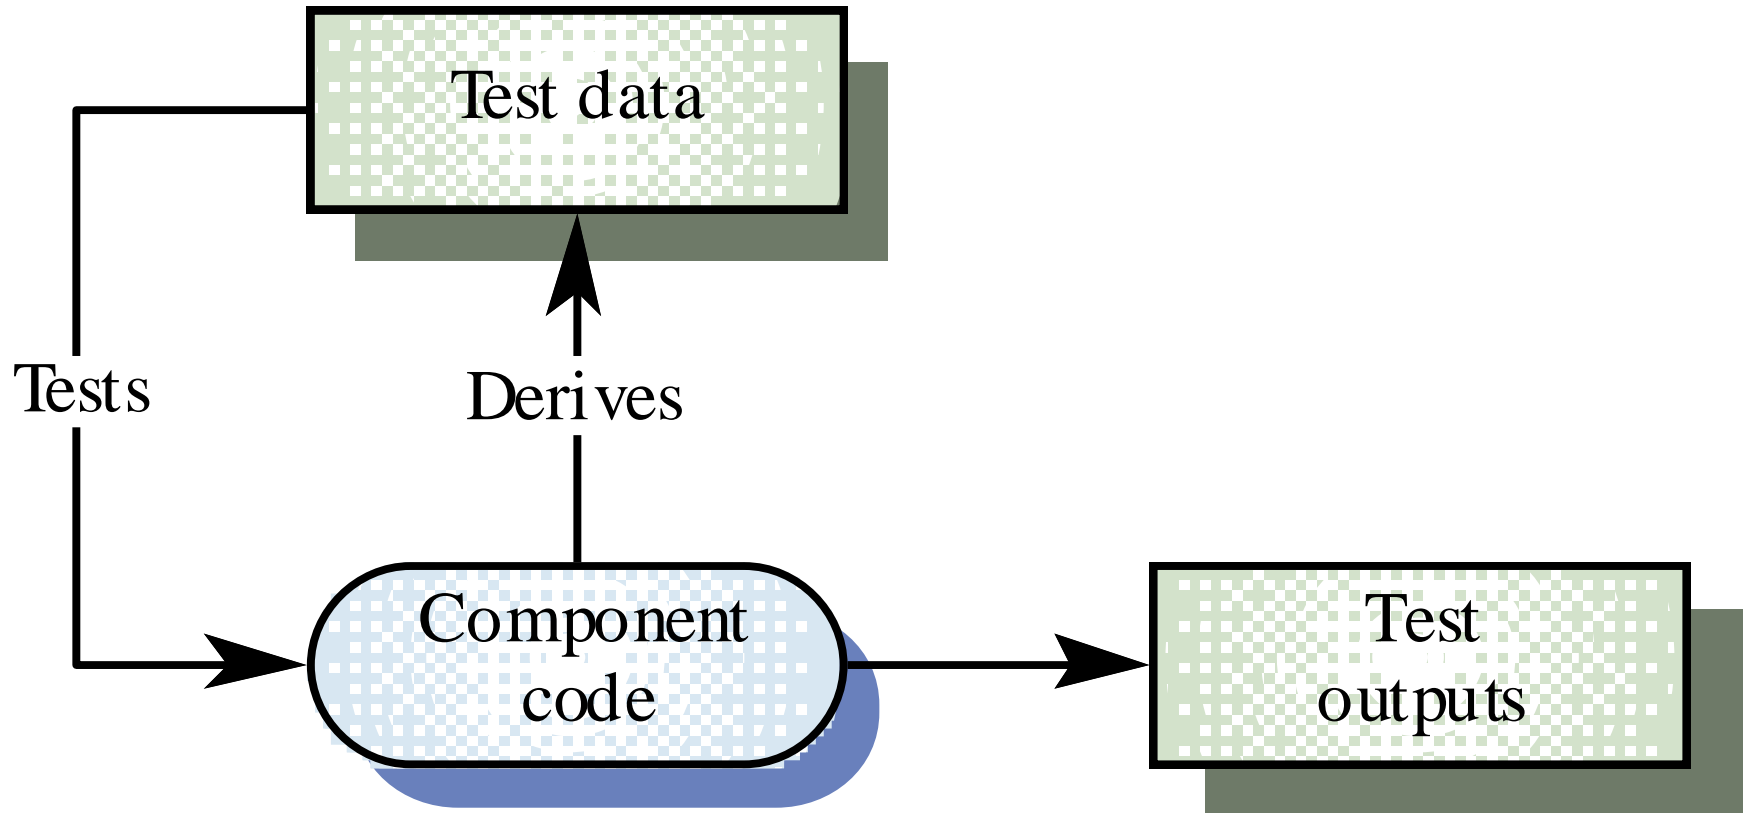 Test data
Tests
Derives
Component
code
Test
outputs